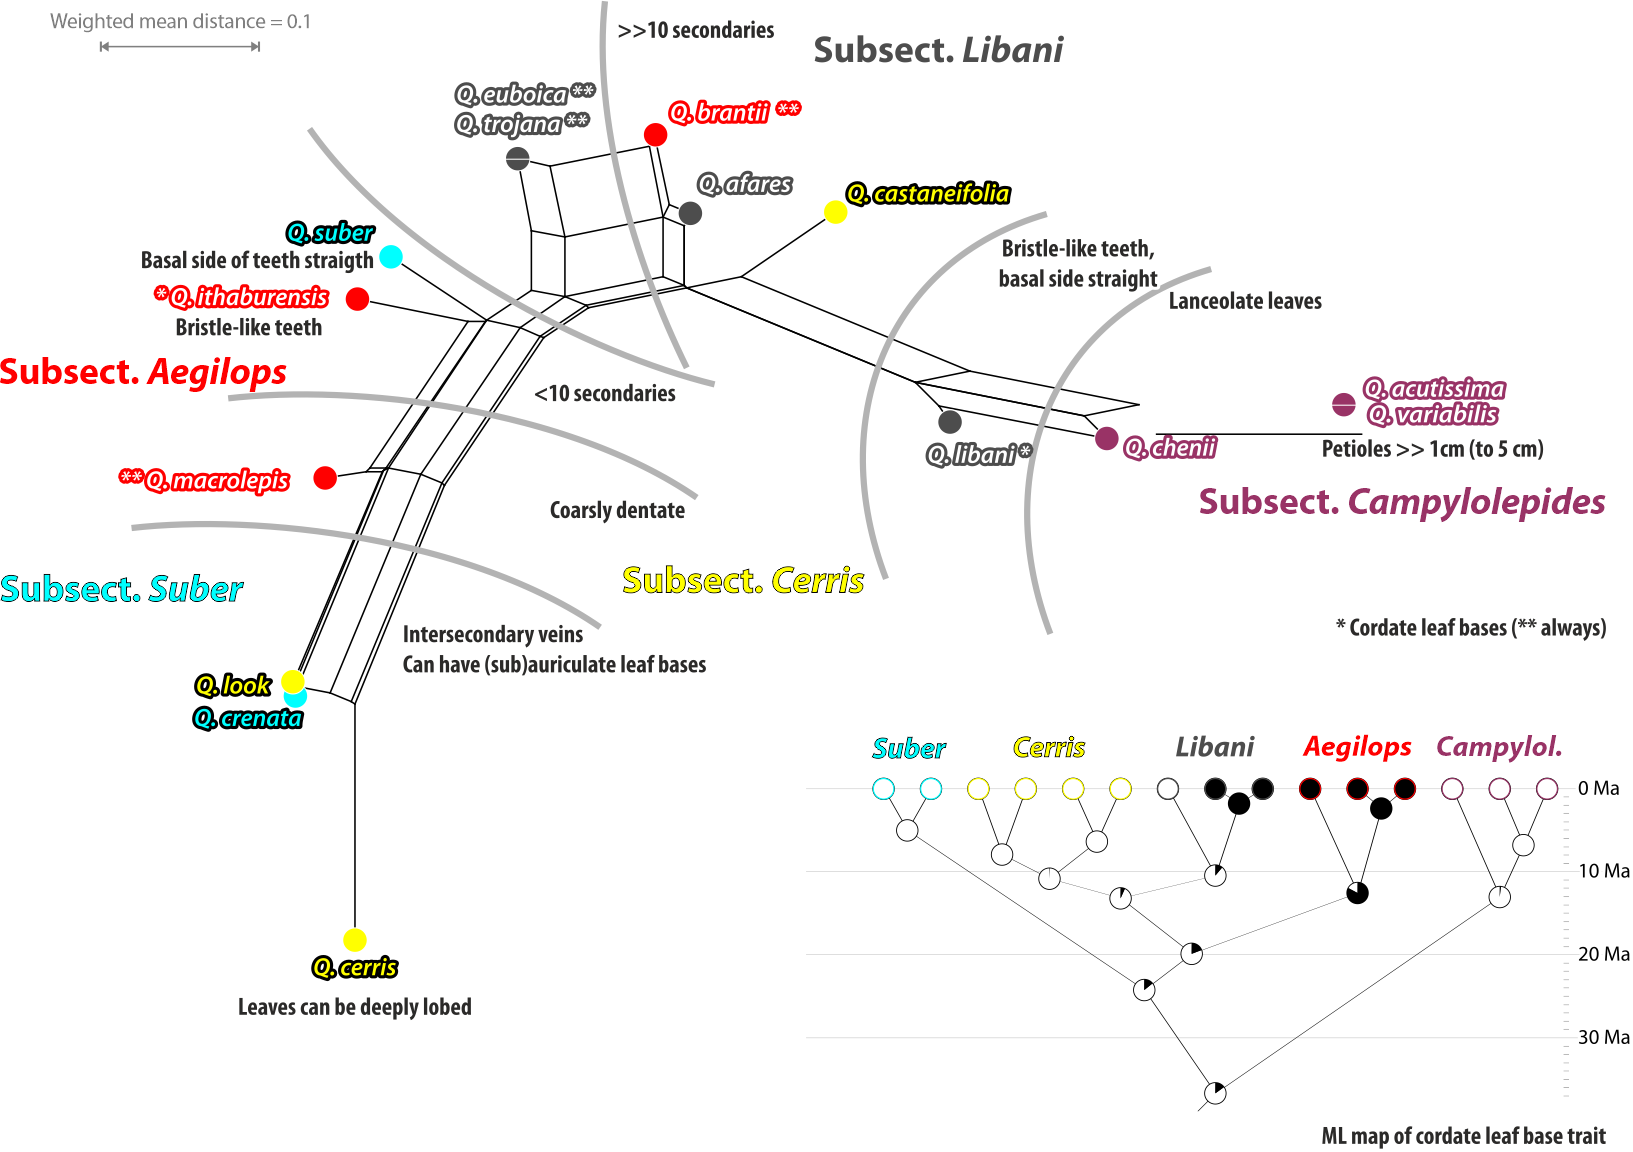 Weighted mean distance = 0.1
>>10 secondaries
Subsect. Libani
Q. euboica **
Q. trojana **
Q. brantii **
Q. afares
Q. castaneifolia
Q. suber
Basal side of teeth straigth
* Q. ithaburensis
Bristle-like teeth
Bristle-like teeth,
basal side straight
Lanceolate leaves
Subsect. Aegilops
<10 secondaries
Q. acutissima
Q. variabilis
Q. libani *
Q. chenii
Petioles >> 1cm (to 5 cm)
** Q. macrolepis
Coarsly dentate
Subsect. Campylolepides
Subsect. Suber
Subsect. Cerris
Intersecondary veins
Can have (sub)auriculate leaf bases
* Cordate leaf bases (** always)
Q. look
Q. crenata
Suber Cerris Libani Aegilops Campylol.
0 Ma
10 Ma
20 Ma
30 Ma
Q. cerris
Leaves can be deeply lobed
ML map of cordate leaf base trait